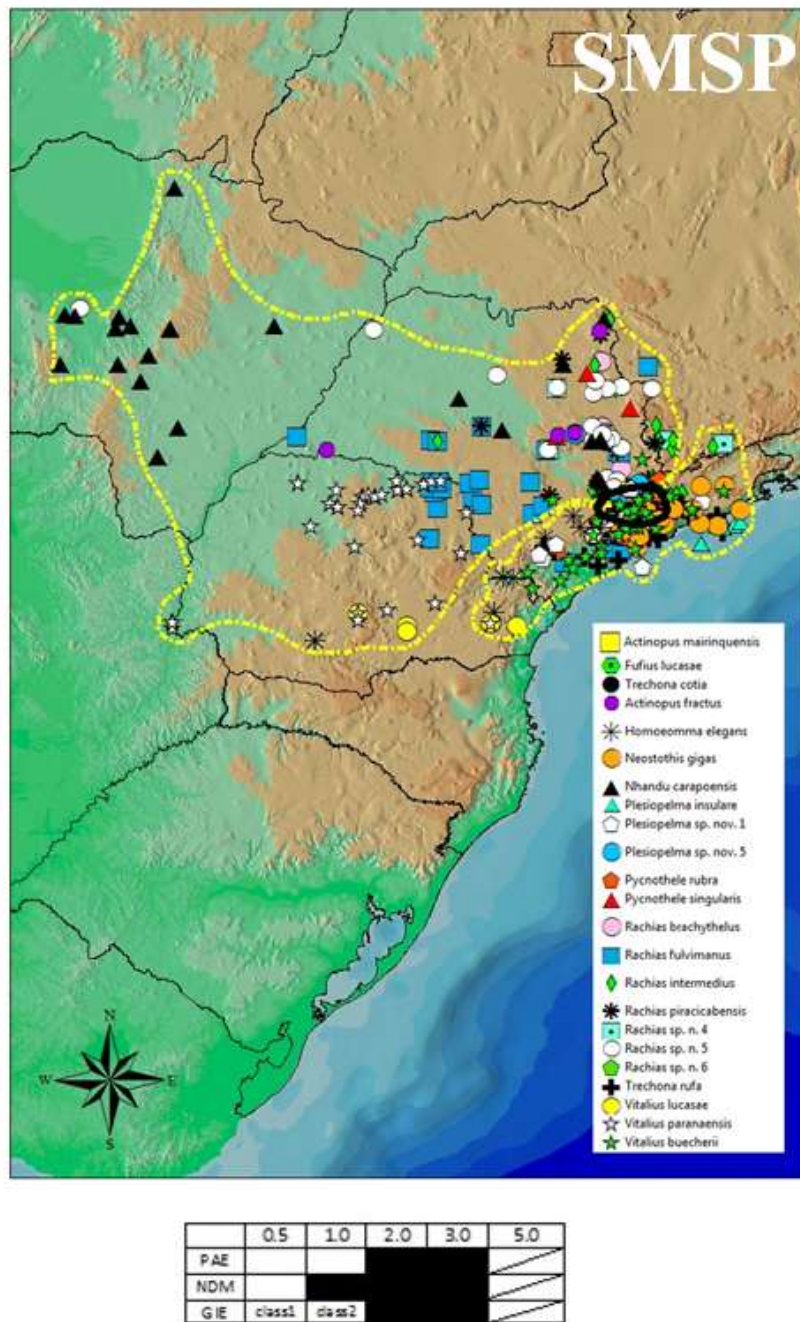 SMSP
Actinopus mairinquensis
Fufius lucasae
Trechona cotia
Actinopus fractus
Homoeomma elegans
Neostothis gigas
Nhandu carapoensis
Plesiopelma insulare
Plesiopelma sp. nov. 1
Plesiopelma sp. nov. 5
Pycnothele rubra
Pycnothele singularis
Rachias brachythelus
Rachias fulvimanus
Rachias intermedius
Rachias piracicabensis
Rachias sp. n. 4
Rachias sp. n. 5
Rachias sp. n. 6
Trechona rufa
Vitalius lucasae
Vitalius paranaensis
Vitalius buecherii
N
W E
S
0.5 1.0 2.0 3.0 5.0
PAE
NDM
GIE class1 class2